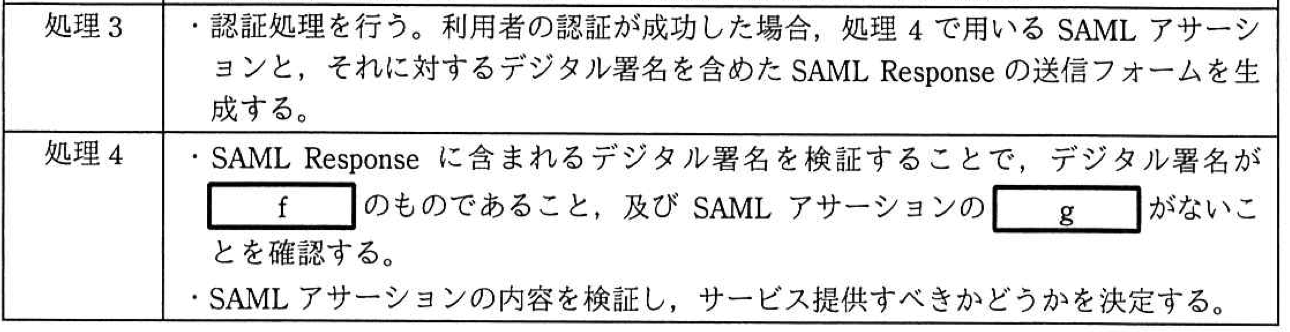 処理3
・認証処理を行う。利用者の認証が成功した場合，処理 4 で用いる SAML アサーシ
ョンと，それに対するデジタル署名を含めた SAML Response の送信フォームを生
成する。
処理4
・SAML Response に含まれるデジタル署名を検証することで，デジタル署名が
f のものであること，及び SAML アサーションの g がないこ
とを確認する。
・SAML アサーションの内容を検証し，サービス提供すべきかどうかを決定する。